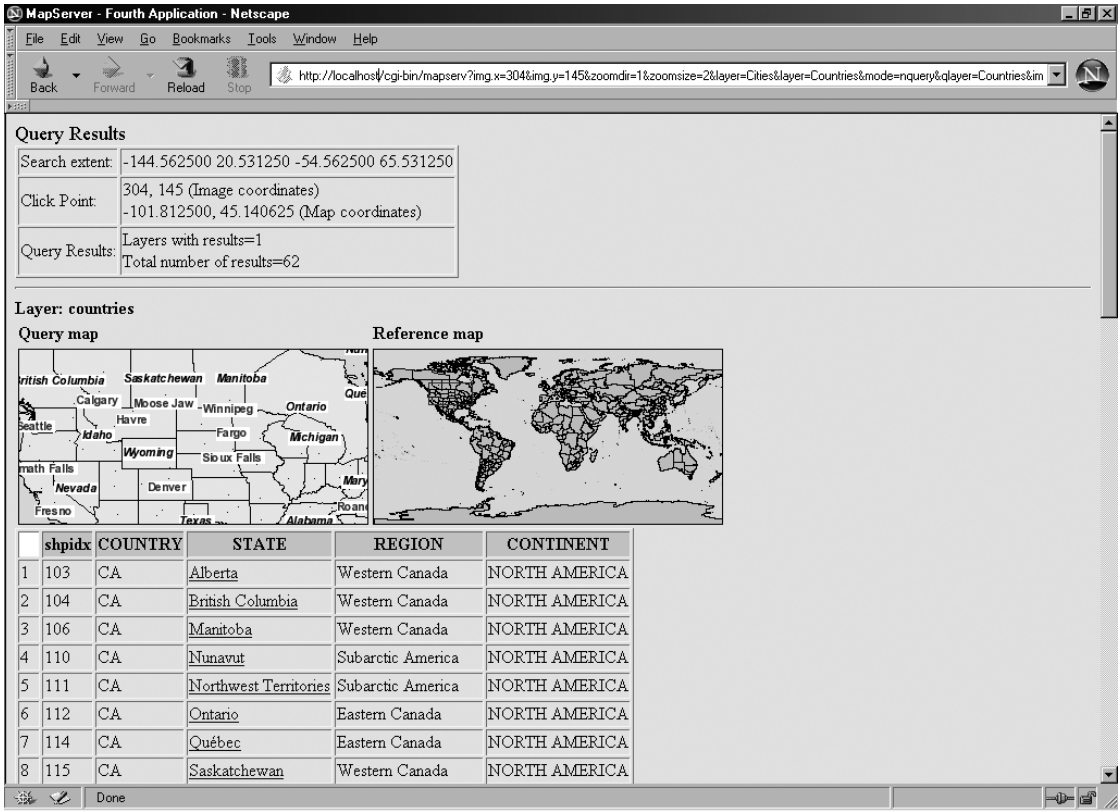 MapServer - Fourth Application - Netscape
File Edit View Go Bookmarks Tools Window Help
Back Forward Reload Stop
http://localhost/cgi-bin/mapserv?img.x=304&img.y=145&zoomdir=1&zoomsize=2&layer=Cities&layer=Countries&mode=nquery&qlayer=Countries&im
N
Query Results
Search extent: -144.562500 20.531250 -54.562500 65.531250
Click Point: 304, 145 (Image coordinates)
-101.812500, 45.140625 (Map coordinates)
Query Results: Layers with results=1
Total number of results=62
Layer: countries
Query map Reference map
British Columbia Saskatchewan Manitoba
Qué
Calgary Moose Jaw Winnipeg Ontario
Havre
Seattle Idaho Fargo Michigan
Wyoming Sioux Falls
math Falls
Nevada Denver Mary
Fresno Roano
Texas Alabama
shpidx COUNTRY STATE REGION CONTINENT
1 103 CA Alberta Western Canada NORTH AMERICA
2 104 CA British Columbia Western Canada NORTH AMERICA
3 106 CA Manitoba Western Canada NORTH AMERICA
4 110 CA Nunavut Subarctic America NORTH AMERICA
5 111 CA Northwest Territories Subarctic America NORTH AMERICA
6 112 CA Ontario Eastern Canada NORTH AMERICA
7 114 CA Québec Eastern Canada NORTH AMERICA
8 115 CA Saskatchewan Western Canada NORTH AMERICA
Done